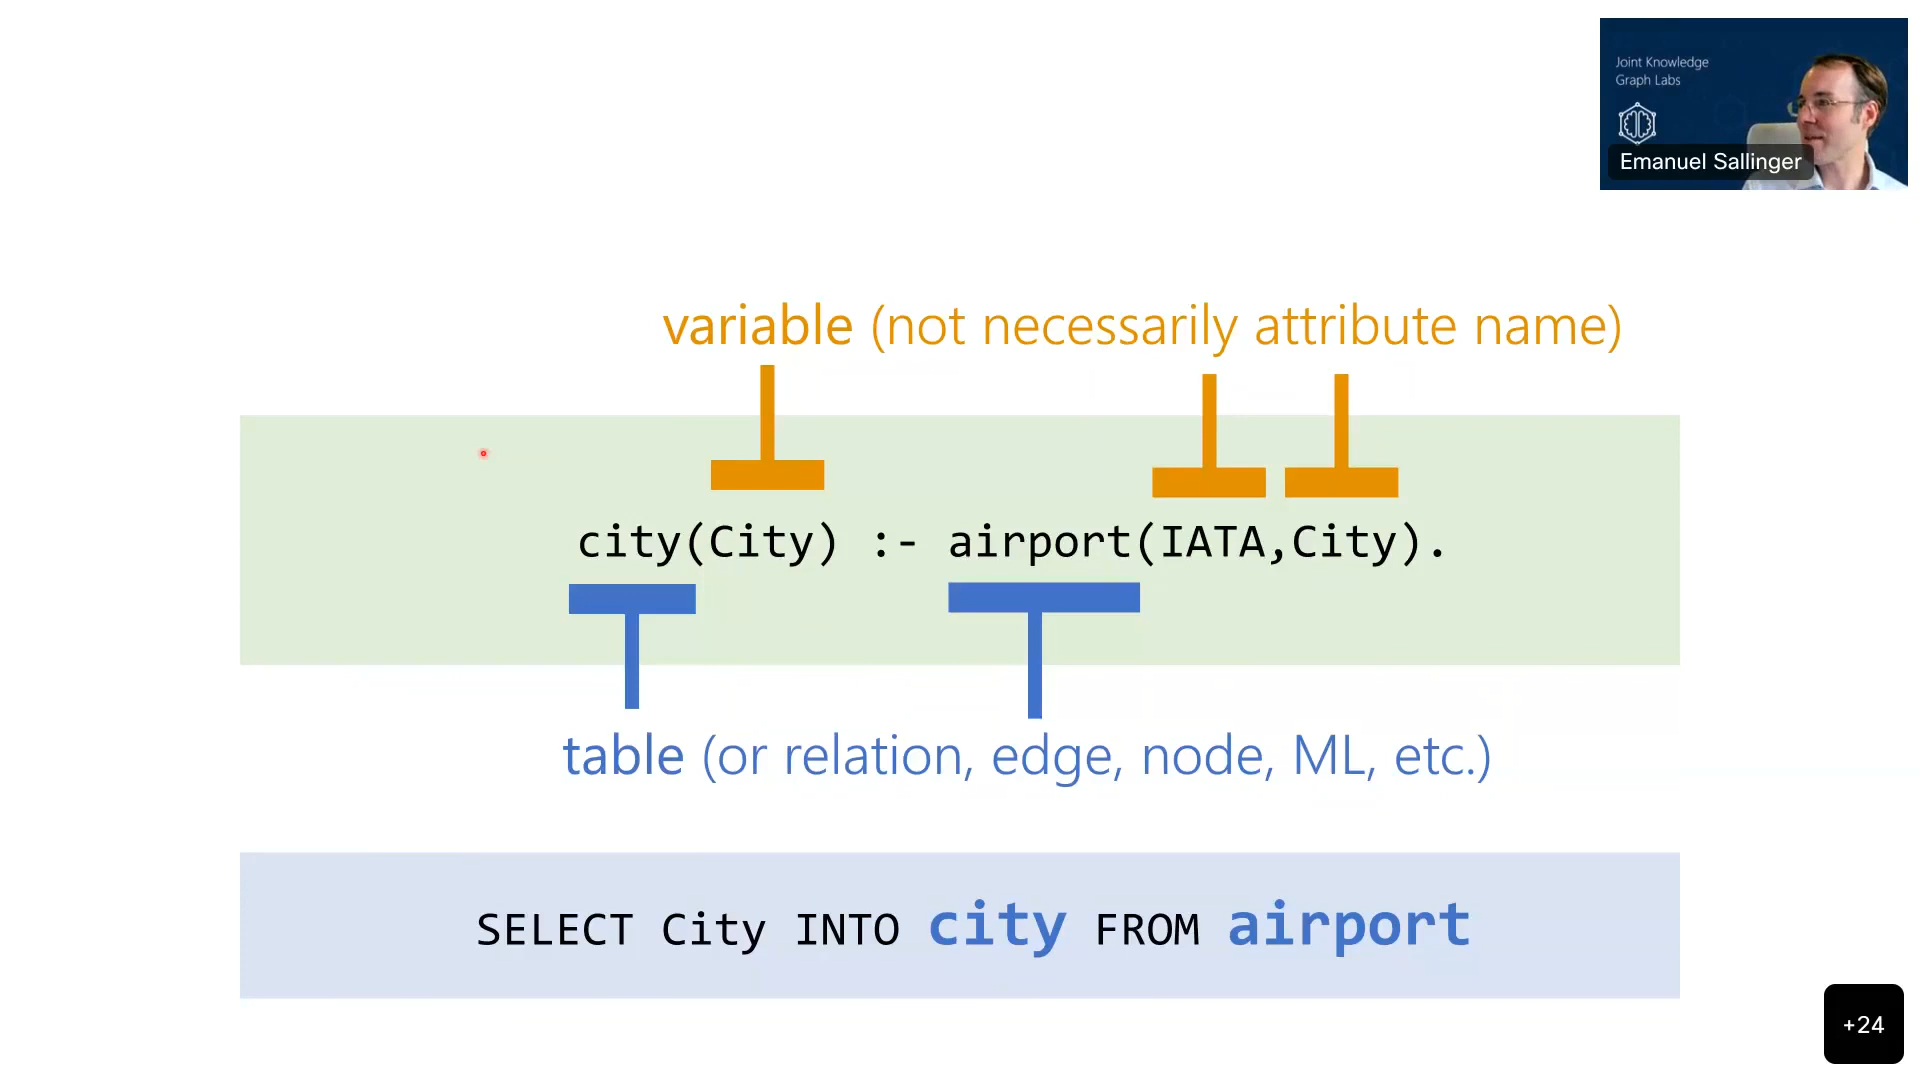 Joint Knowledge
Graph Labs
Emanuel Sallinger
variable (not necessarily attribute name)
city(City) :- airport(IATA,City).
table (or relation, edge, node, ML, etc.)
SELECT City INTO city FROM airport
+24